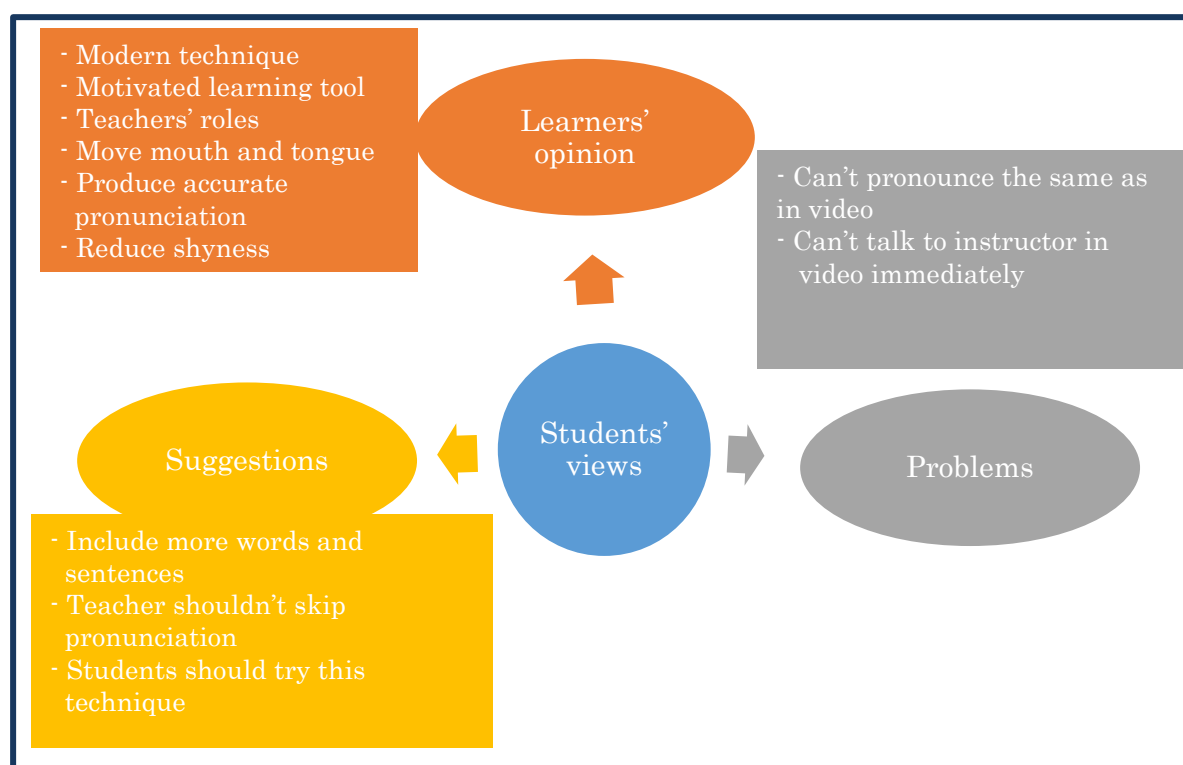 - Modern technique
- Motivated learning tool
- Teachers’ roles
- Move mouth and tongue
- Produce accurate
pronunciation
- Reduce shyness
Learners’
opinion
- Can’t pronounce the same as
in video
- Can’t talk to instructor in
video immediately
Students’
views
Suggestions
Problems
- Include more words and
sentences
- Teacher shouldn’t skip
pronunciation
- Students should try this
technique